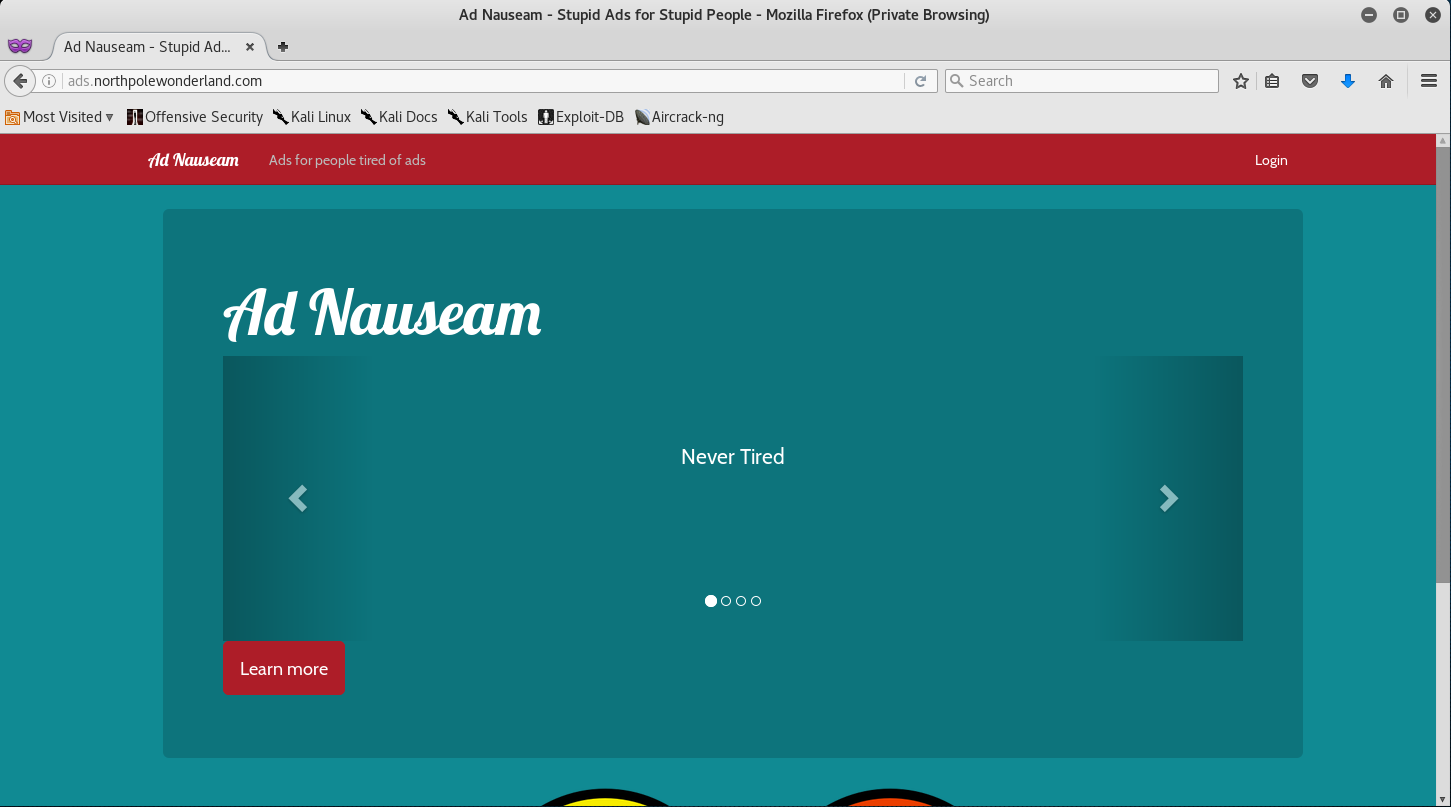 Ad Nauseam - Stupid Ads for Stupid People - Mozilla Firefox (Private Browsing)
Ad Nauseam - Stupid Ad...
ads.northpolewonderland.com
Search
Most Visited
Offensive Security
Kali Linux
Kali Docs
Kali Tools
Exploit-DB
Aircrack-ng
Ad Nauseam
Ads for people tired of ads
Login
Ad Nauseam
Never Tired
Learn more